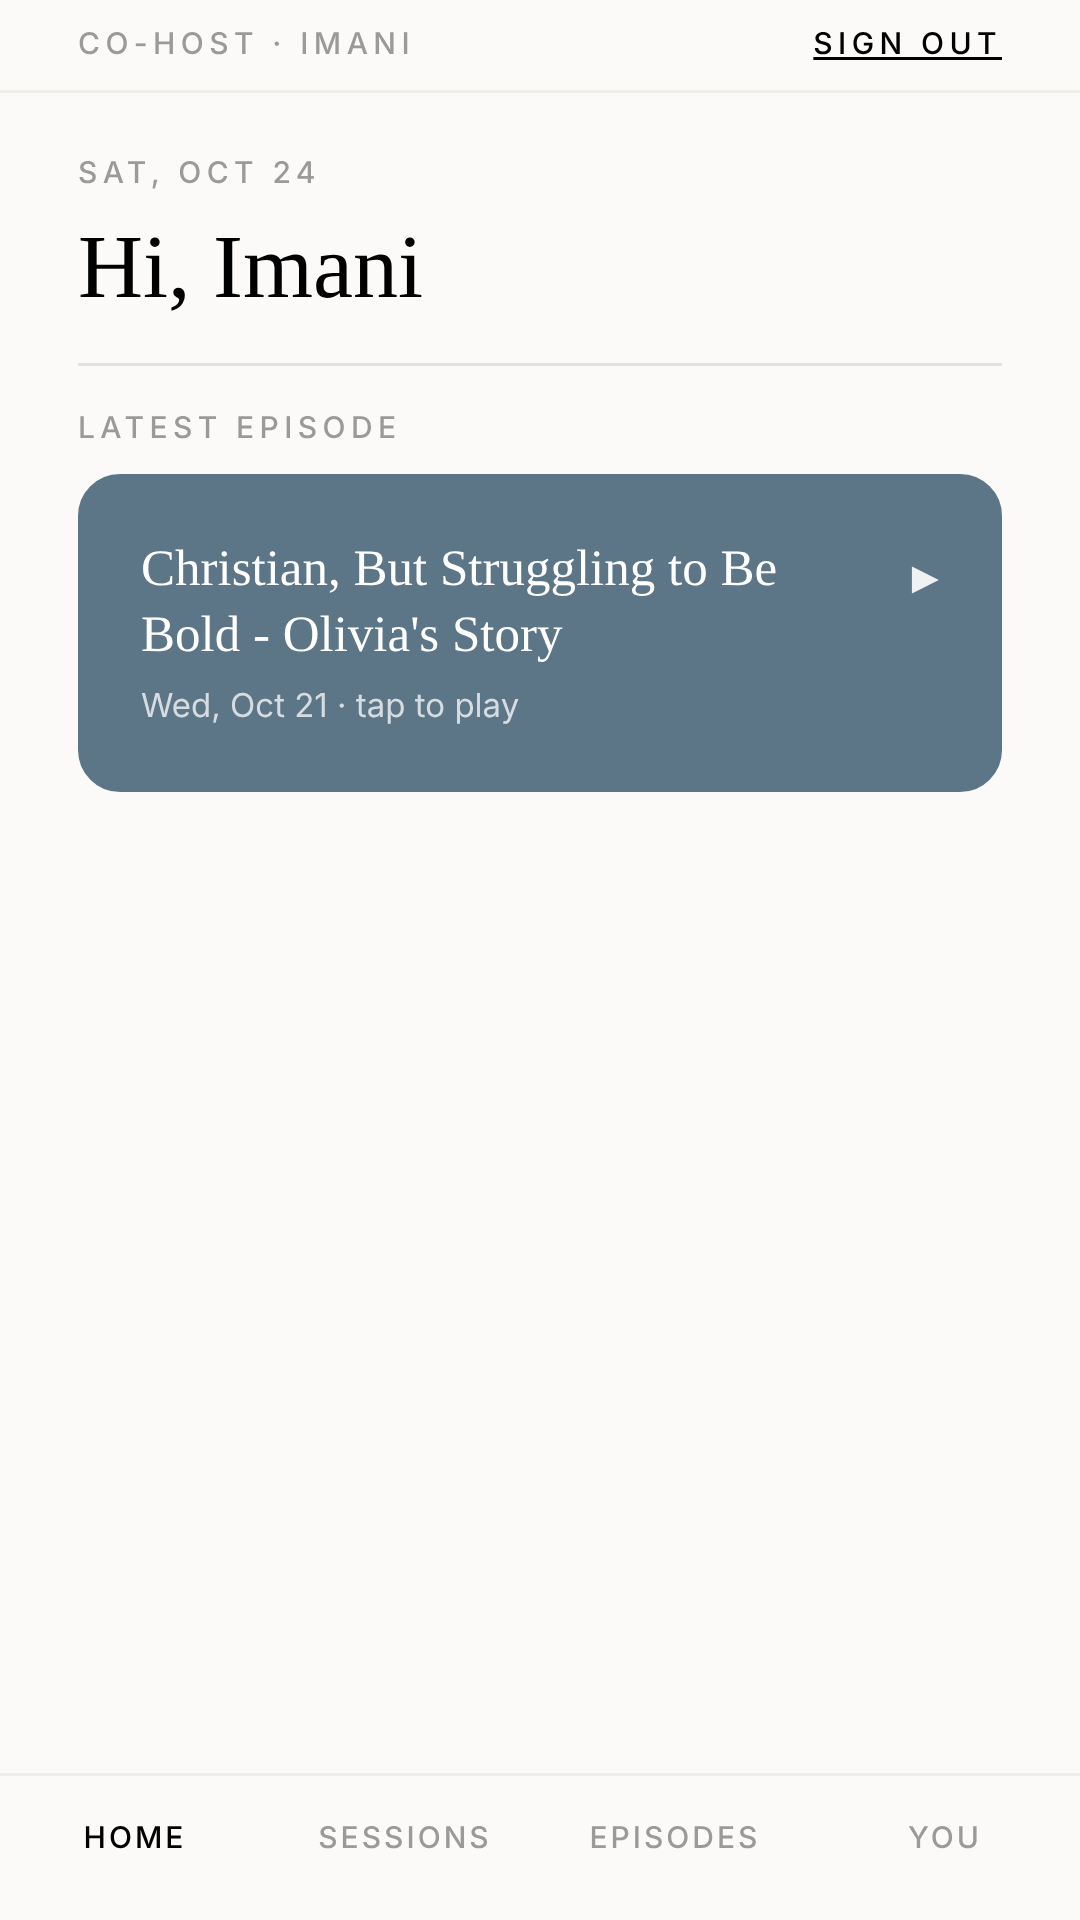 CO-HOST · IMANI
SIGN OUT
SAT, OCT 24
Hi, Imani
LATEST EPISODE
Christian, But Struggling to Be
Bold - Olivia's Story
Wed, Oct 21 · tap to play
HOME
SESSIONS
EPISODES
YOU